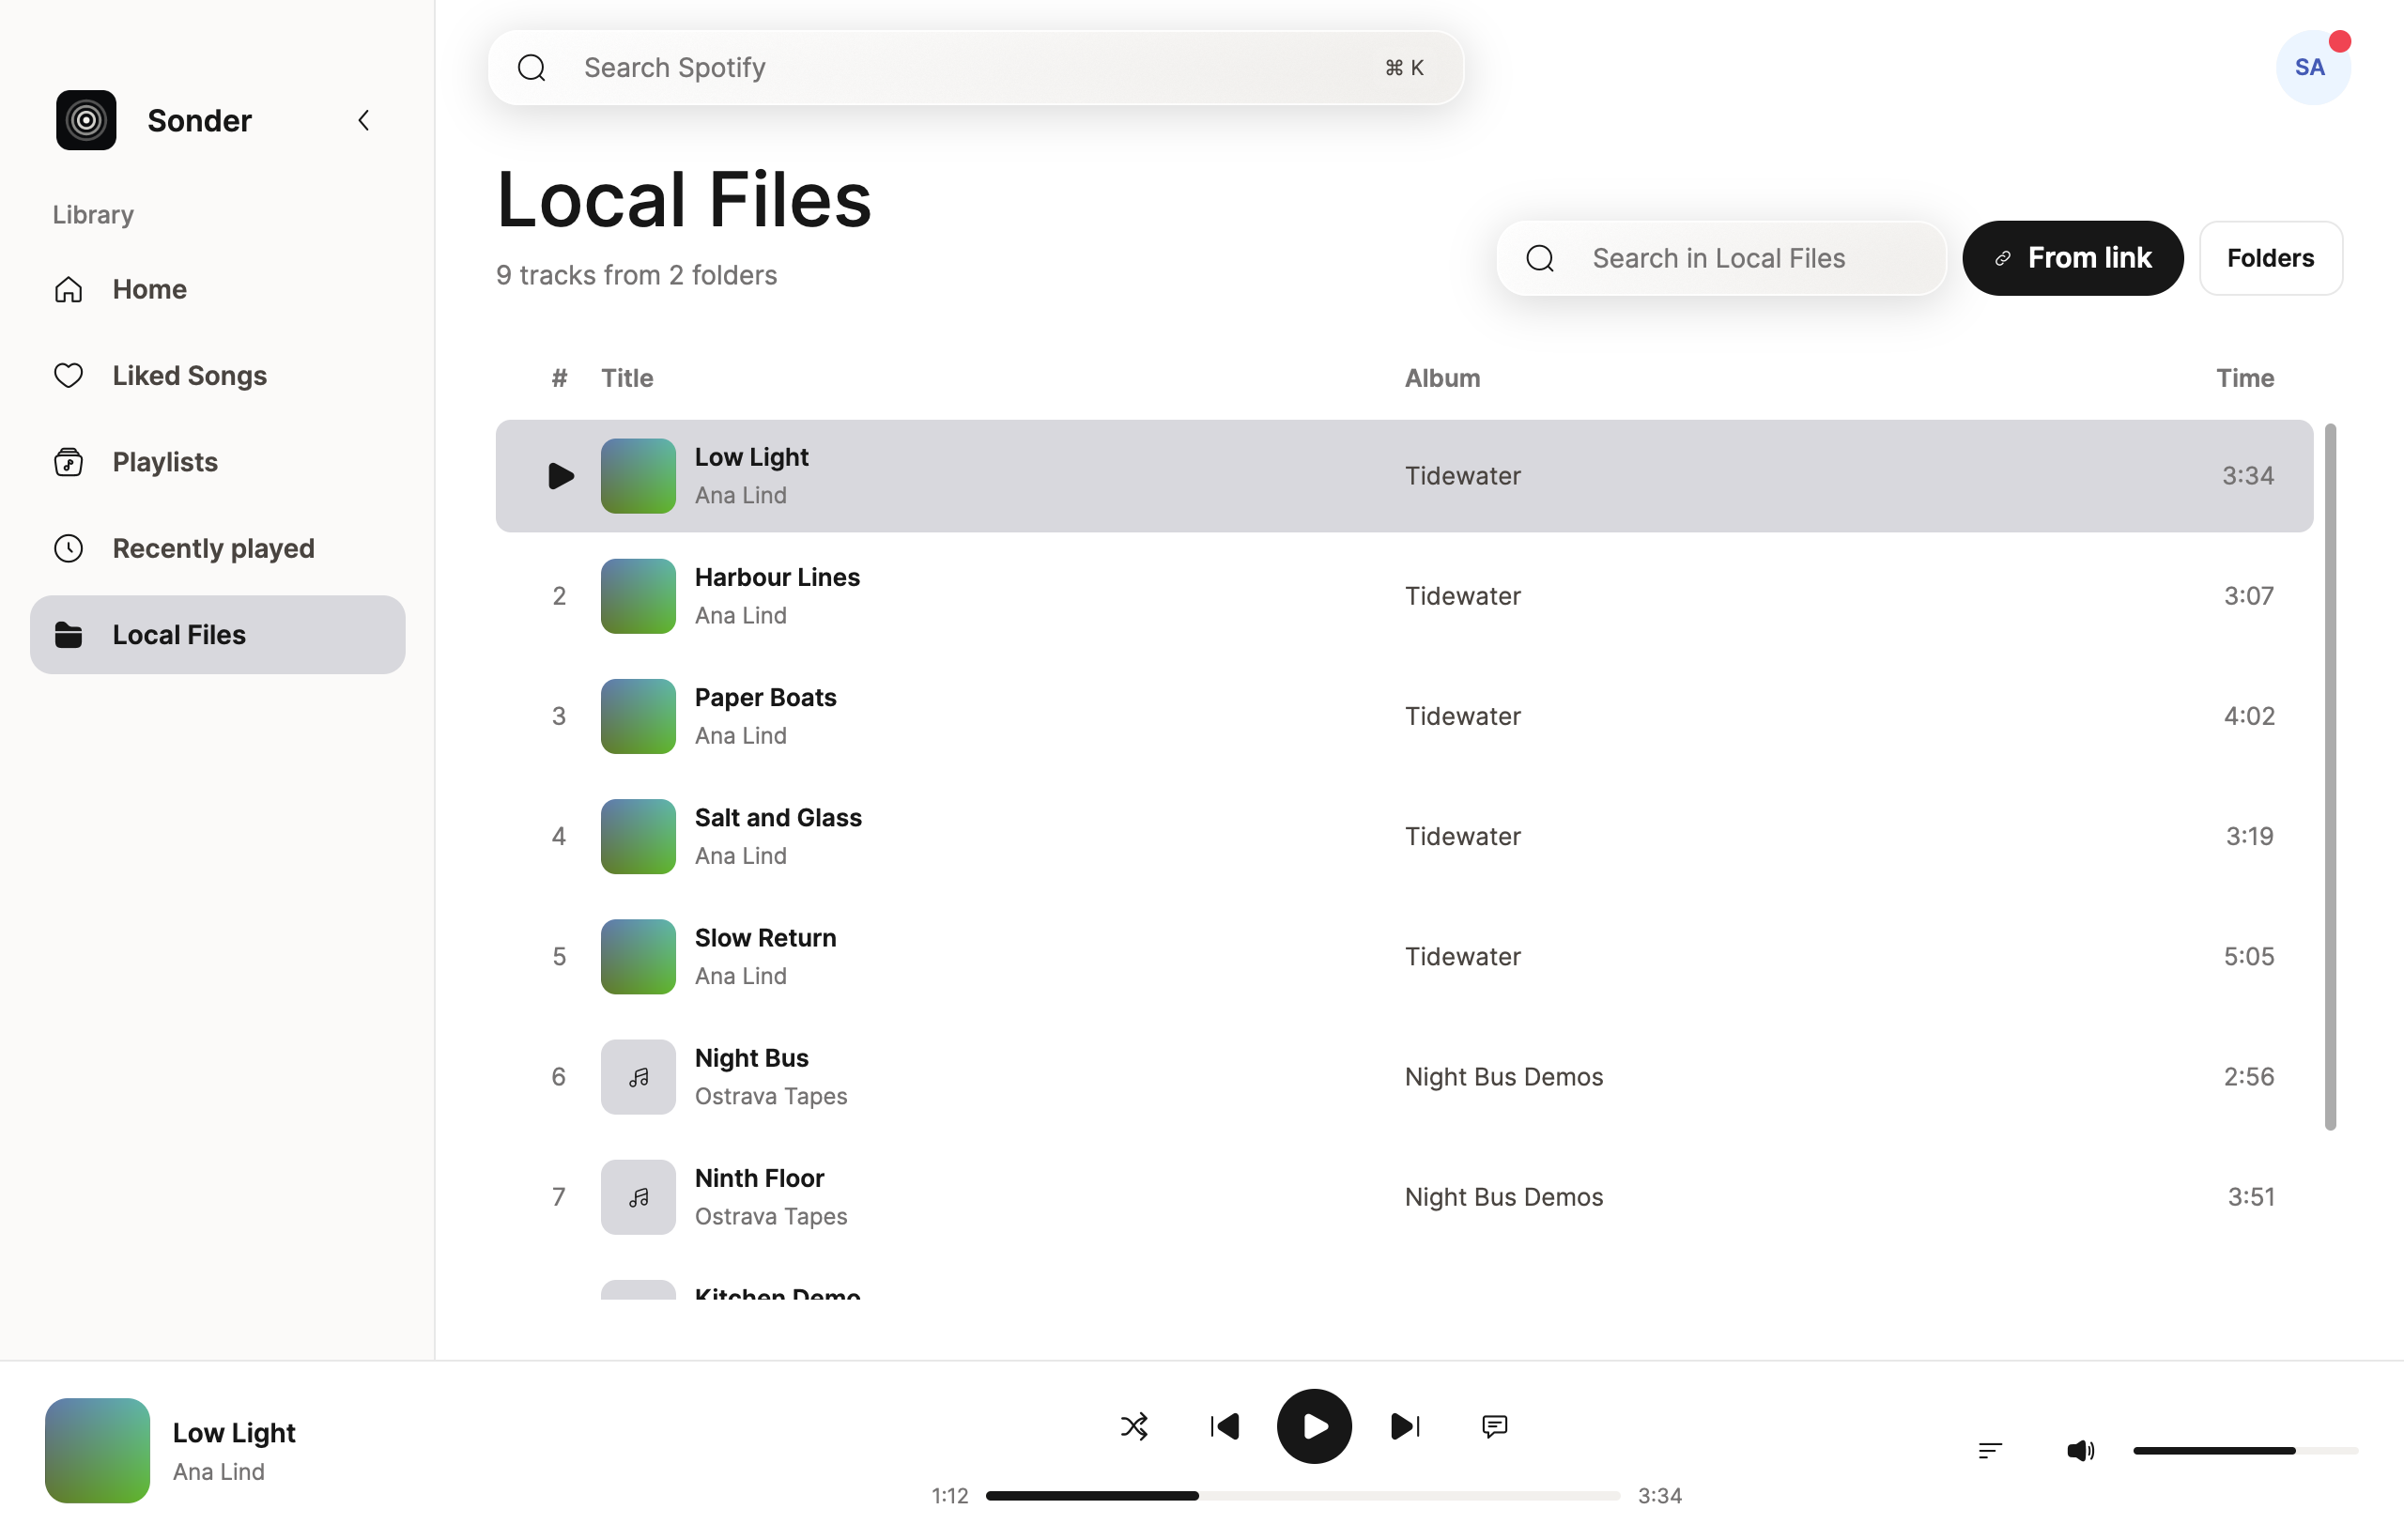 Search Spotify
⌘ K
SA
Sonder
Library
Home
Liked Songs
Playlists
Recently played
Local Files
Local Files
9 tracks from 2 folders
Search in Local Files
From link
Folders
# Title Album Time
Low Light
Ana Lind
Tidewater
3:34
2
Harbour Lines
Ana Lind
Tidewater
3:07
3
Paper Boats
Ana Lind
Tidewater
4:02
4
Salt and Glass
Ana Lind
Tidewater
3:19
5
Slow Return
Ana Lind
Tidewater
5:05
6
Night Bus
Ostrava Tapes
Night Bus Demos
2:56
7
Ninth Floor
Ostrava Tapes
Night Bus Demos
3:51
Kitchen Demo
Low Light
Ana Lind
1:12
3:34